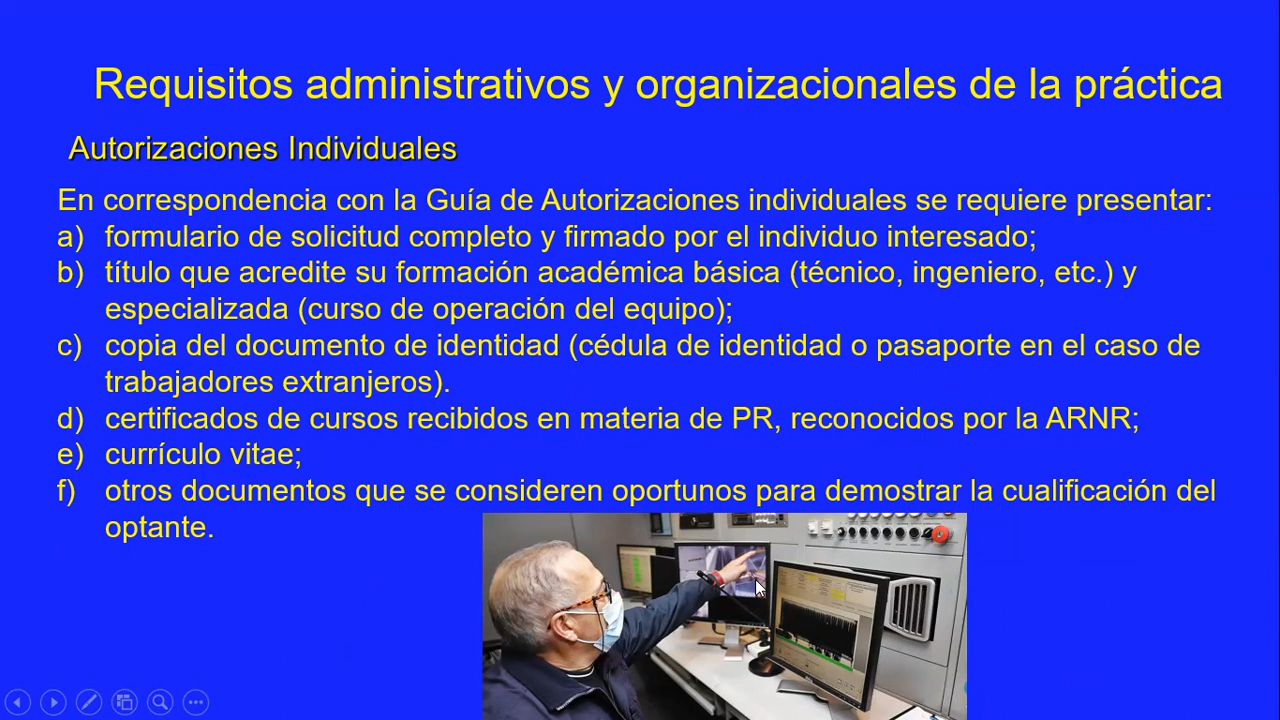 Requisitos administrativos y organizacionales de la práctica
Autorizaciones Individuales
En correspondencia con la Guía de Autorizaciones individuales se requiere presentar:
a) formulario de solicitud completo y firmado por el individuo interesado;
b) título que acredite su formación académica básica (técnico, ingeniero, etc.) y
especializada (curso de operación del equipo);
c) copia del documento de identidad (cédula de identidad o pasaporte en el caso de
trabajadores extranjeros).
d) certificados de cursos recibidos en materia de PR, reconocidos por la ARNR;
e) currículo vitae;
f) otros documentos que se consideren oportunos para demostrar la cualificación del
optante.